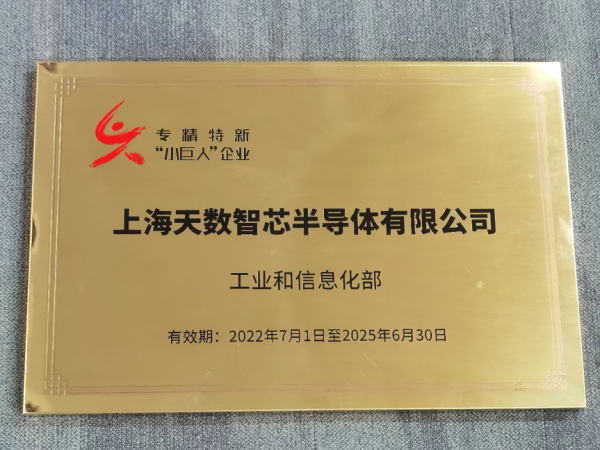 专精特新
“小巨人”企业
上海天数智芯半导体有限公司
工业和信息化部
有效期：2022年7月1日至2025年6月30日